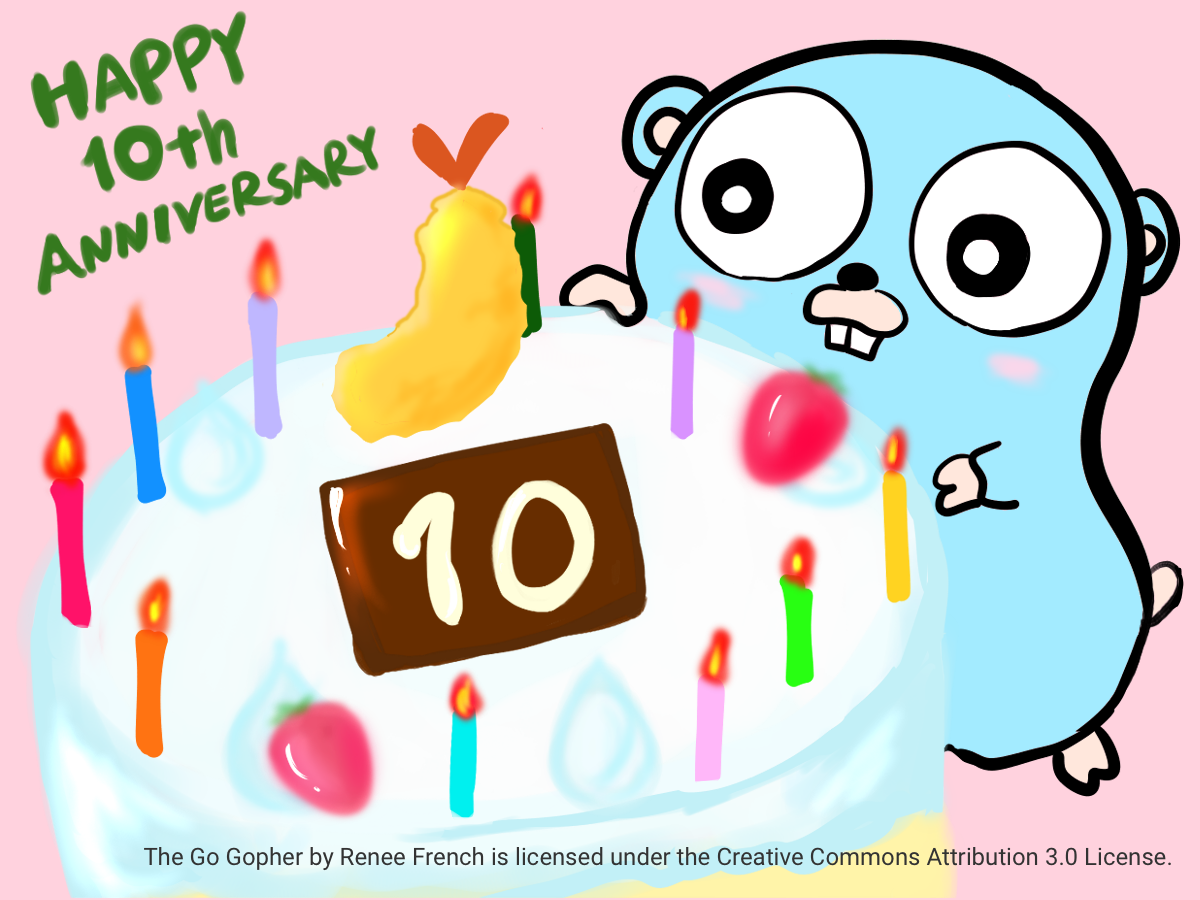 HAPPY
10th
ANNIVERSARY
10
The Go Gopher by Renee French is licensed under the Creative Commons Attribution 3.0 License.